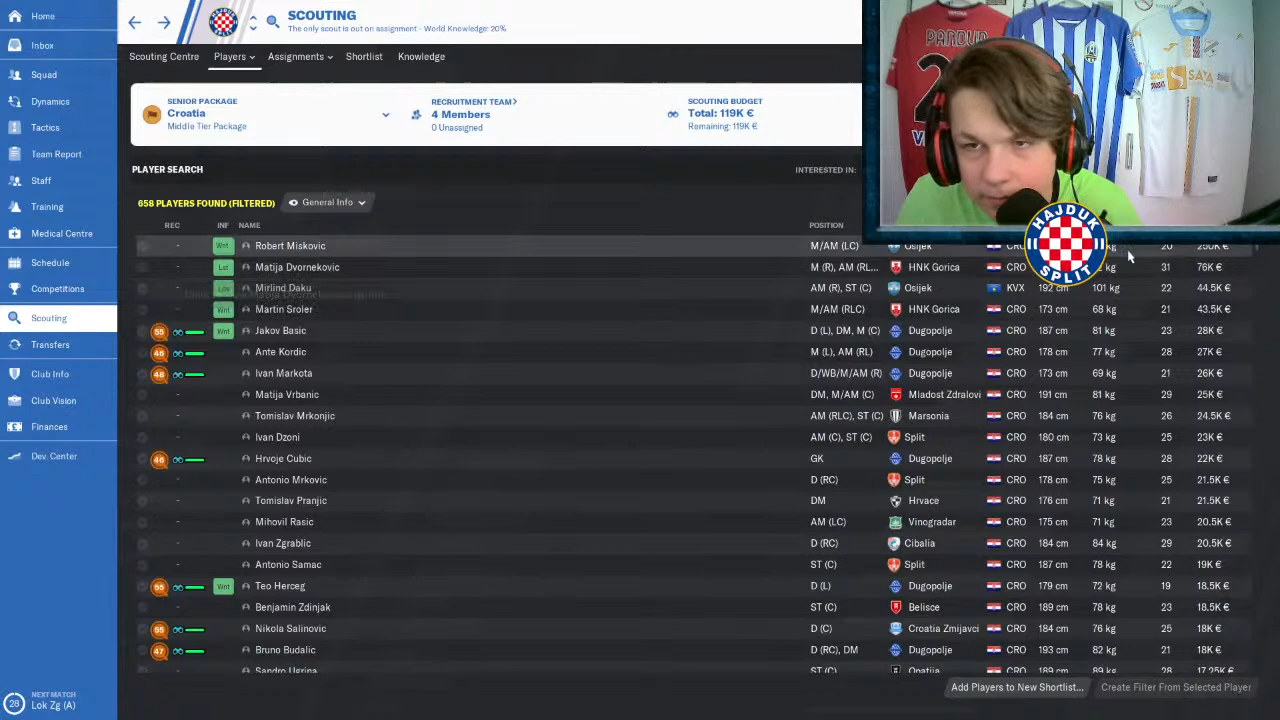 Home
Inbox
Squad
Dynamics
Tactics
Team Report
Staff
Training
Medical Centre
Schedule
Competitions
Scouting
Transfers
Club Info
Club Vision
Finances
Dev. Center
28
NEXT MATCH
Lok Zg (A)
SCOUTING
The only scout is out on assignment - World Knowledge: 20%
Scouting Centre Players Assignments Shortlist Knowledge
SENIOR PACKAGE
Croatia
Middle Tier Package
RECRUITMENT TEAM
4 Members
0 Unassigned
SCOUTING BUDGET
Total: 119K €
Remaining: 119K €
PLAYER SEARCH INTERESTED IN:
658 PLAYERS FOUND (FILTERED) General Info
REC INF NAME POSITION
- Wnt Robert Miskovic M/AM (LC) Osijek 20 250K €
- Lst Matija Dvornekovic M (R), AM (RL... HNK Gorica CRO 31 76K €
- Mirlind Daku AM (R), ST (C) Osijek KVX 192 cm 101 kg 22 44.5K €
- Wnt Martin Sroler M/AM (RLC) HNK Gorica CRO 173 cm 68 kg 21 43.5K €
55 Wnt Jakov Basic D (L), DM, M (C) Dugopolje CRO 187 cm 81 kg 23 28K €
46 Ante Kordic M (L), AM (RL) Dugopolje CRO 178 cm 77 kg 28 27K €
48 Ivan Markota D/WB/M/AM (R) Dugopolje CRO 173 cm 69 kg 21 26K €
- Matija Vrbanic DM, M/AM (C) Mladost Zdralovi CRO 191 cm 81 kg 29 25K €
- Tomislav Mrkonjic AM (RLC), ST (C) Marsonia CRO 184 cm 76 kg 26 24.5K €
- Ivan Dzoni AM (C), ST (C) Split CRO 180 cm 73 kg 25 23K €
46 Hrvoje Cubic GK Dugopolje CRO 187 cm 78 kg 28 22K €
- Antonio Mrkovic D (RC) Split CRO 178 cm 75 kg 25 21.5K €
- Tomislav Pranjic DM Hrvace CRO 176 cm 71 kg 21 21.5K €
- Mihovil Rasic AM (LC) Vinogradar CRO 175 cm 71 kg 23 20.5K €
- Ivan Zgrablic D (RC) Cibalia CRO 184 cm 84 kg 29 20.5K €
- Antonio Samac ST (C) Split CRO 187 cm 78 kg 22 19K €
55 Wnt Teo Herceg D (L) Dugopolje CRO 179 cm 72 kg 19 18.5K €
- Benjamin Zdinjak ST (C) Belisce CRO 189 cm 78 kg 23 18.5K €
55 Nikola Salinovic D (C) Croatia Zmijavci CRO 184 cm 76 kg 25 18K €
47 Bruno Budalic D (RC), DM Dugopolje CRO 193 cm 82 kg 21 18K €
- Sandro Ugrina ST (C) Opatija CRO 189 cm 89 kg 28 17.25K €
Add Players to New Shortlist... Create Filter From Selected Player
PANDUR
HAJDUK
SPLIT